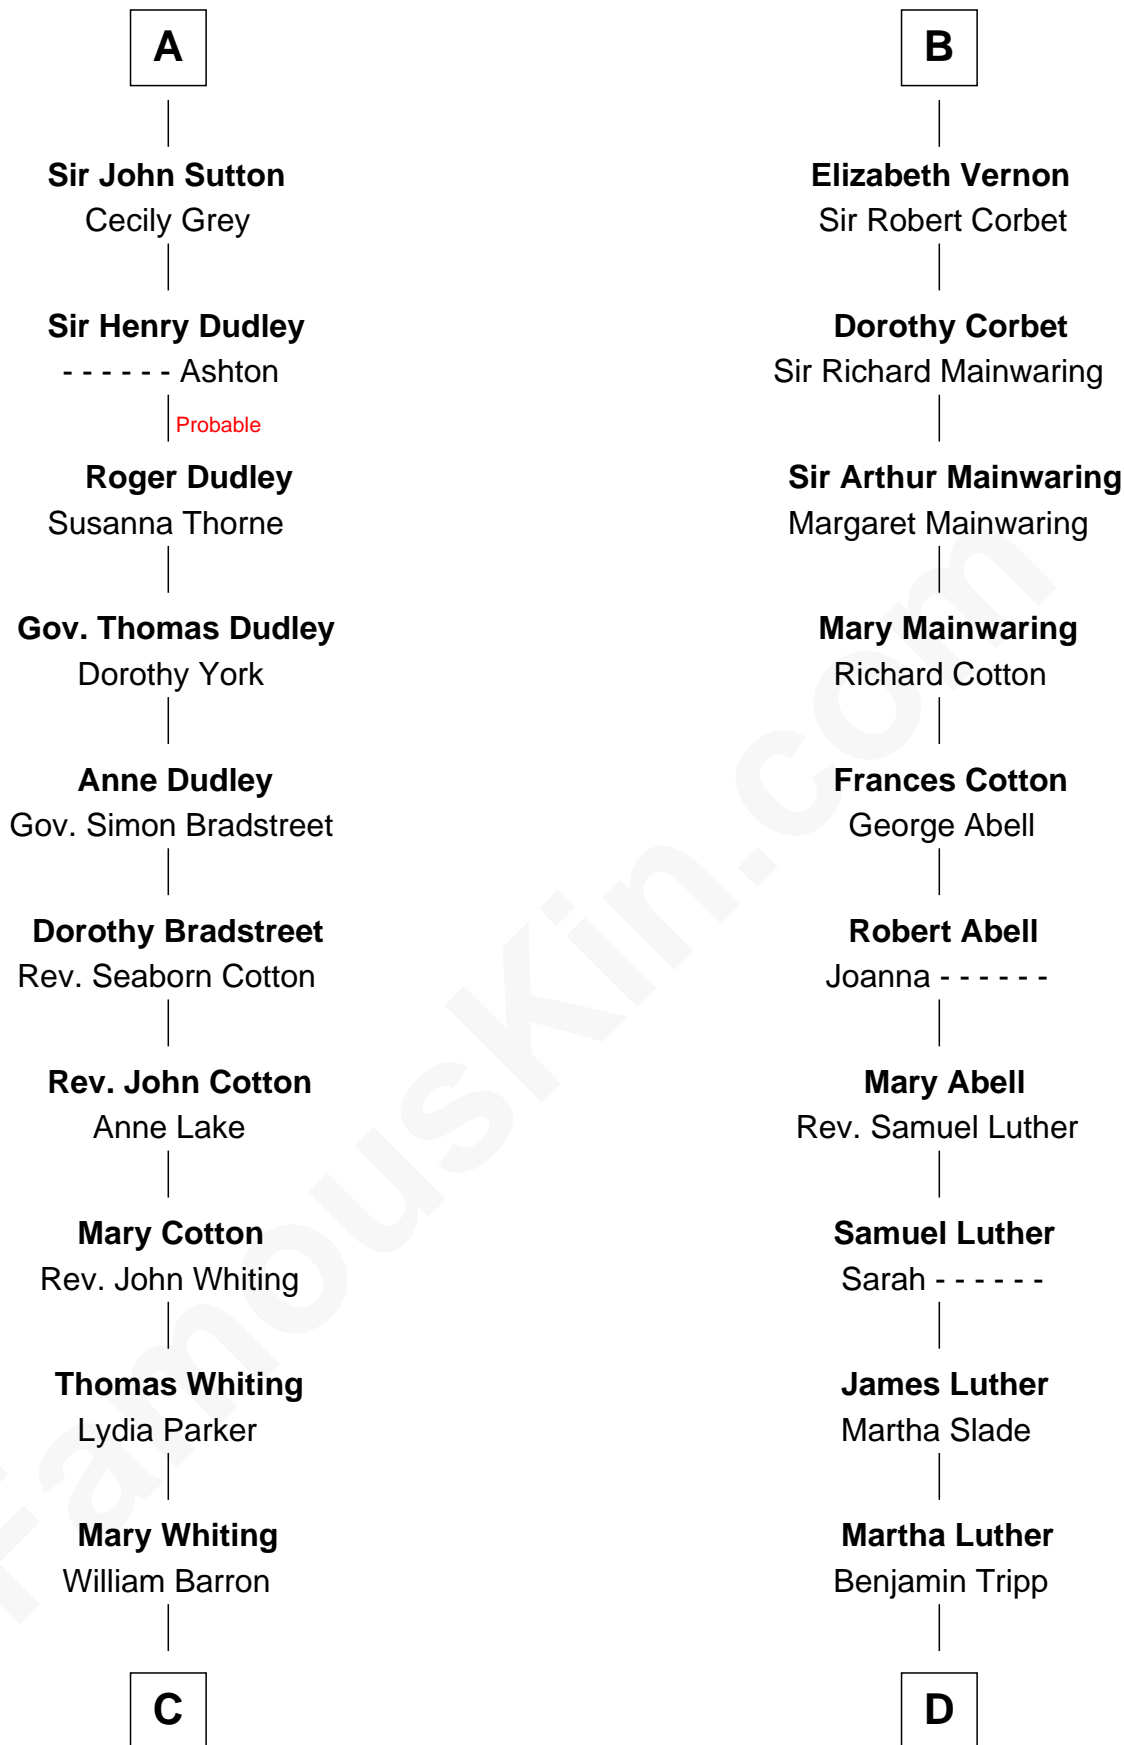 A
Sir John Sutton
Cecily Grey
Sir Henry Dudley
- - - - - - Ashton
Probable
Roger Dudley
Susanna Thorne
Gov. Thomas Dudley
Dorothy York
Anne Dudley
Gov. Simon Bradstreet
Dorothy Bradstreet
Rev. Seaborn Cotton
Rev. John Cotton
Anne Lake
Mary Cotton
Rev. John Whiting
Thomas Whiting
Lydia Parker
Mary Whiting
William Barron
C
B
Elizabeth Vernon
Sir Robert Corbet
Dorothy Corbet
Sir Richard Mainwaring
Sir Arthur Mainwaring
Margaret Mainwaring
Mary Mainwaring
Richard Cotton
Frances Cotton
George Abell
Robert Abell
Joanna - - - - - -
Mary Abell
Rev. Samuel Luther
Samuel Luther
Sarah - - - - - -
James Luther
Martha Slade
Martha Luther
Benjamin Tripp
D
FamousKin.com